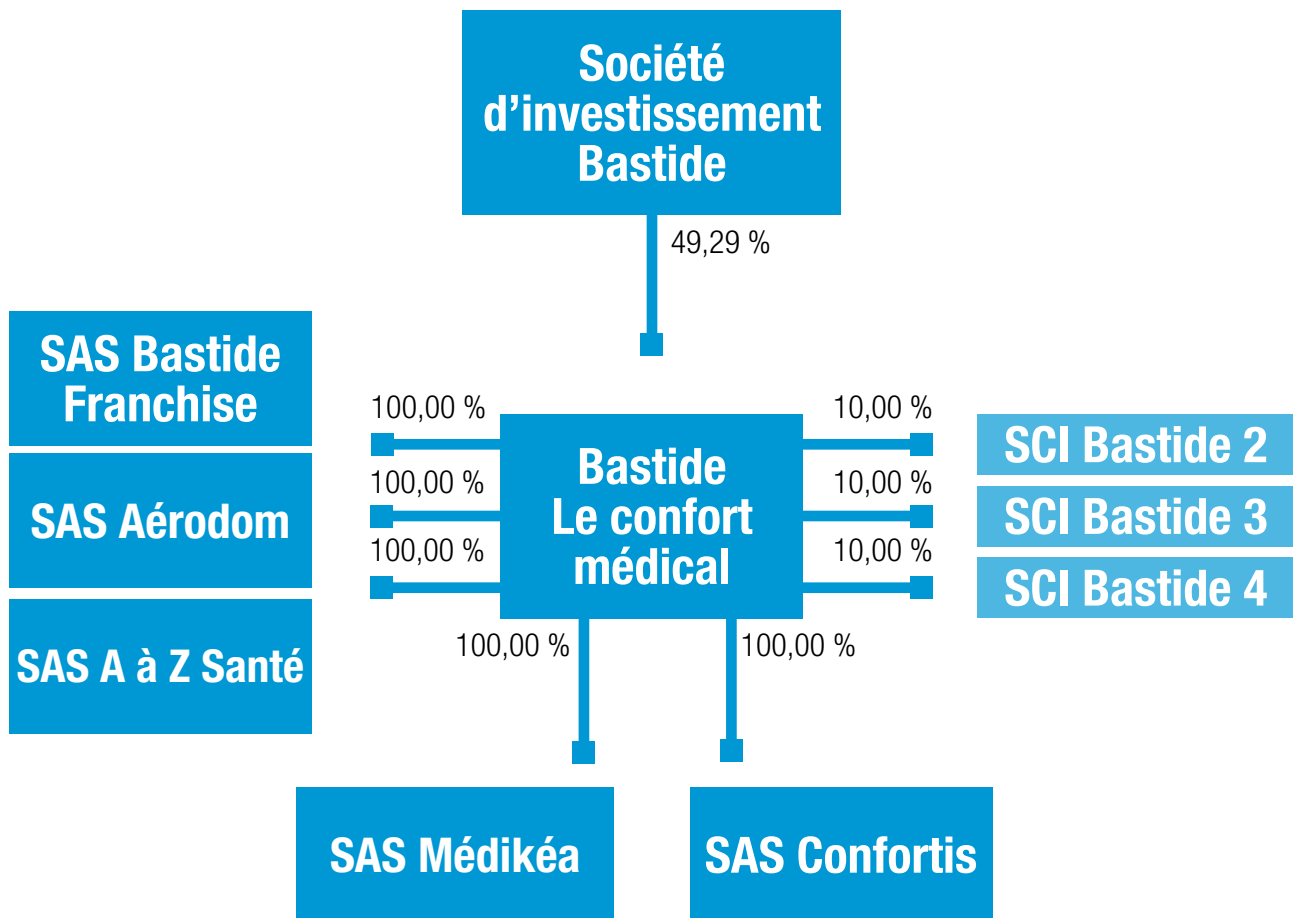 Société
d’investissement
Bastide
49,29 %
SAS Bastide
Franchise
SAS Aérodom
SAS A à Z Santé
100,00 %
100,00 %
100,00 %
Bastide
Le confort
médical
10,00 %
10,00 %
10,00 %
SCI Bastide 2
SCI Bastide 3
SCI Bastide 4
100,00 %
100,00 %
SAS Médikéa
SAS Confortis